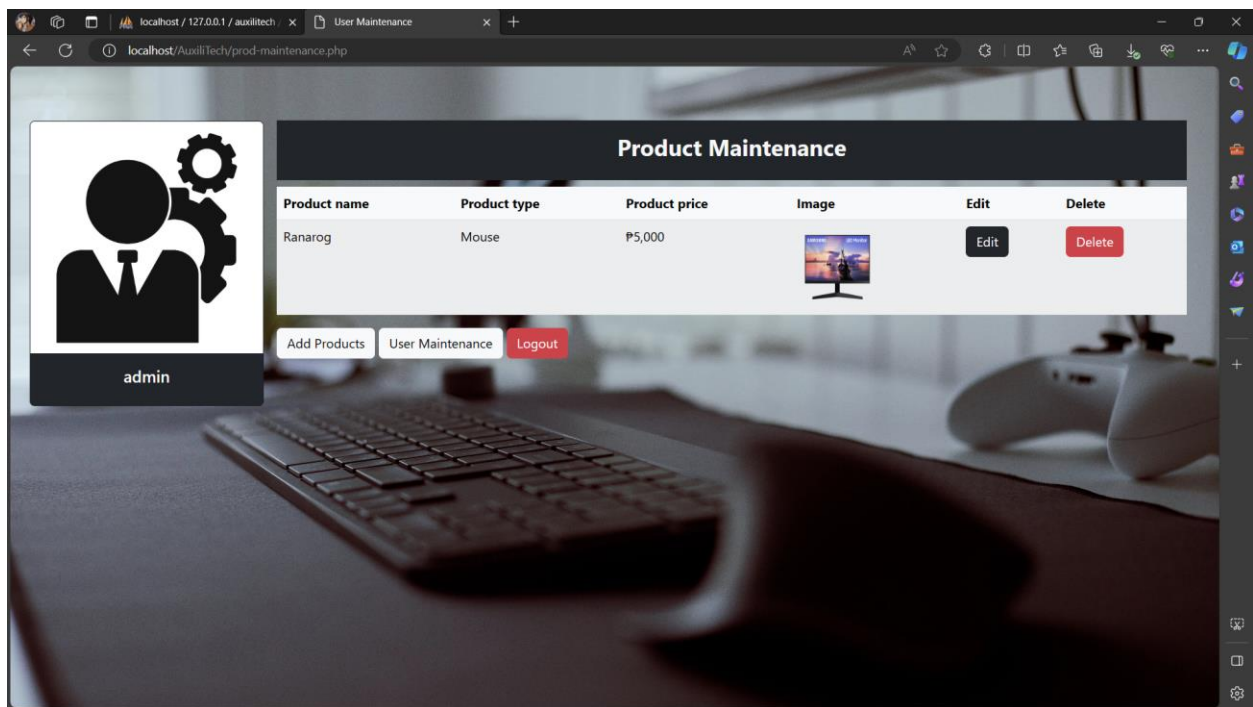 localhost / 127.0.0.1 / auxilitech
User Maintenance
localhost/AuxiliTech/prod-maintenance.php
Product Maintenance
Product name Product type Product price Image Edit Delete
Ranarog Mouse ₱5,000 Edit Delete
Add Products User Maintenance Logout
admin